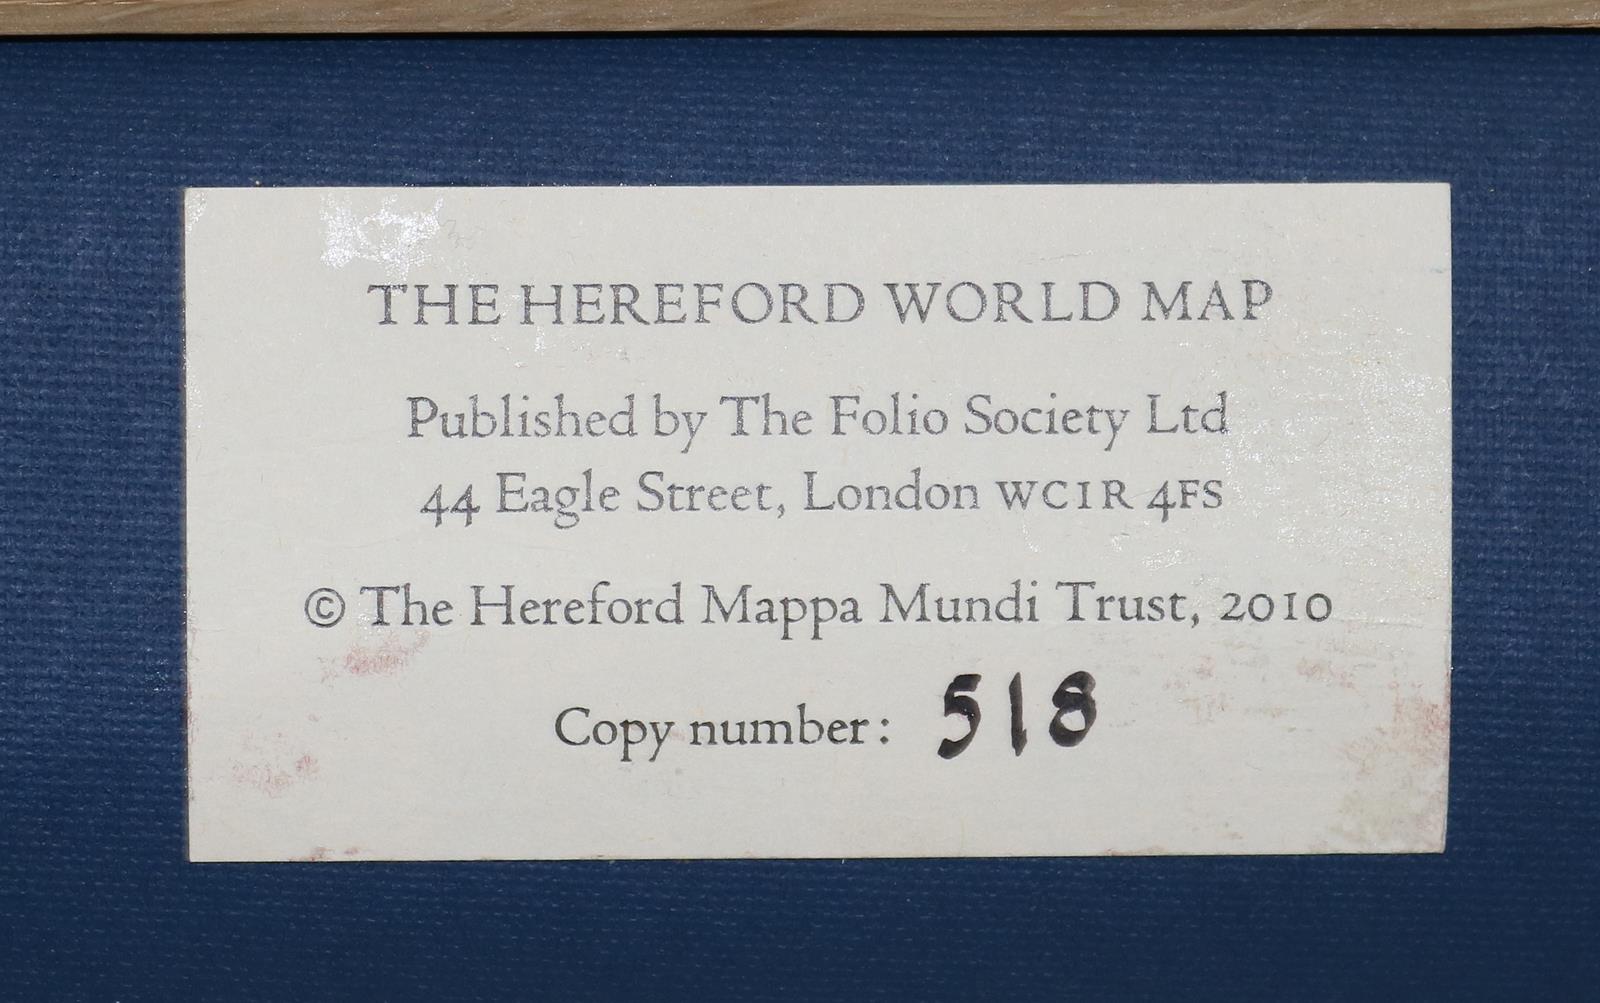 THE HEREFORD WORLD MAP
Published by The Folio Society Ltd
44 Eagle Street, London WC1R 4FS
© The Hereford Mappa Mundi Trust, 2010
Copy number: 518